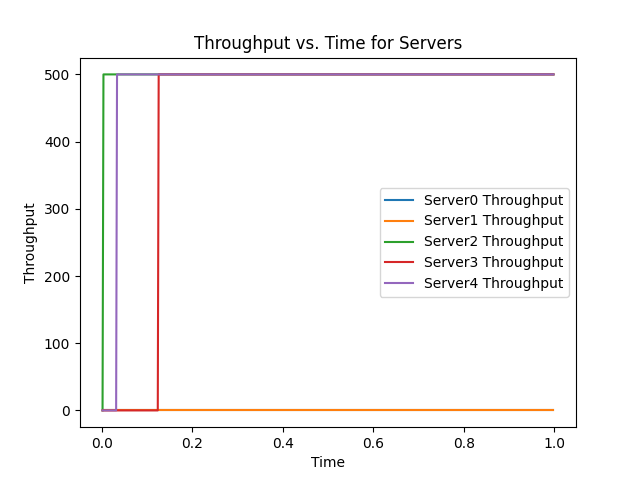 Throughput vs. Time for Servers
500
400
300
200
100
0
Throughput
Server0 Throughput
Server1 Throughput
Server2 Throughput
Server3 Throughput
Server4 Throughput
0.0 0.2 0.4 0.6 0.8 1.0
Time